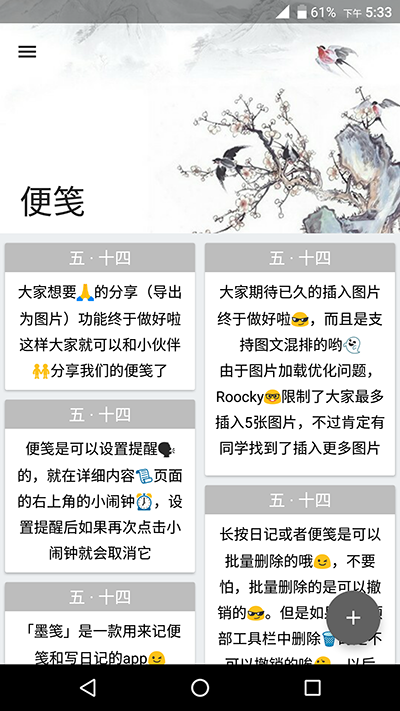 61% 下午 5:33
便笺
五 · 十四
大家想要🙏的分享（导出
为图片）功能终于做好啦
这样大家就可以和小伙伴
👬分享我们的便笺了
五 · 十四
便笺是可以设置提醒🗣
的，就在详细内容📜页面
的右上角的小闹钟⏰，设
置提醒后如果再次点击小
闹钟就会取消它
五 · 十四
「墨笺」是一款用来记便
笺和写日记的app😉
五 · 十四
大家期待已久的插入图片
终于做好啦😎，而且是支
持图文混排的哟👻
由于图片加载优化问题，
Roocky🤓限制了大家最多
插入5张图片，不过肯定有
同学找到了插入更多图片
五 · 十四
长按日记或者便笺是可以
批量删除的哦😉，不要
怕，批量删除的是可以撤
销的😎。但是如
部工具栏中删除🗑
可以撤销的唉